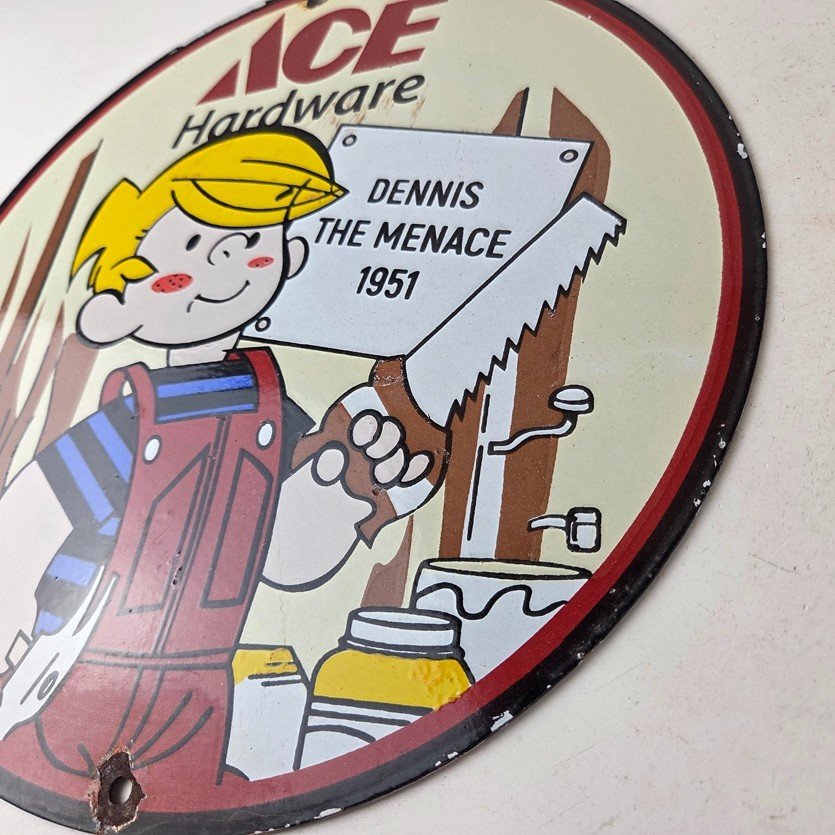 ACE
Hardware
DENNIS
THE MENACE
1951